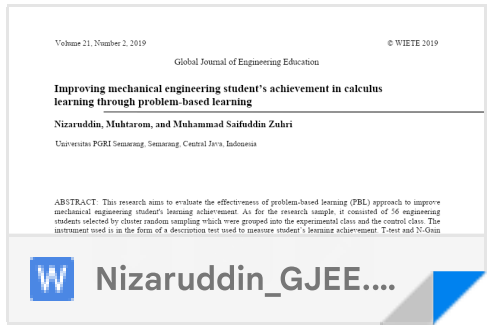 Volume 21, Number 2, 2019 © WIETE 2019
Global Journal of Engineering Education
Improving mechanical engineering student's achievement in calculus
learning through problem-based learning
Nizaruddin, Muhtarom, and Muhammad Saifuddin Zuhri
Universitas PGRI Semarang, Semarang, Central Java, Indonesia
ABSTRACT: This research aims to evaluate the effectiveness of problem-based learning (PBL) approach to improve
mechanical engineering student's learning achievement. As for the research sample, it consisted of 56 engineering
students selected by cluster random sampling which were grouped into the experimental class and the control class. The
instrument used is in the form of a description test used to measure student's learning achievement. T-test and N-Gain
W Nizaruddin_GJEE....